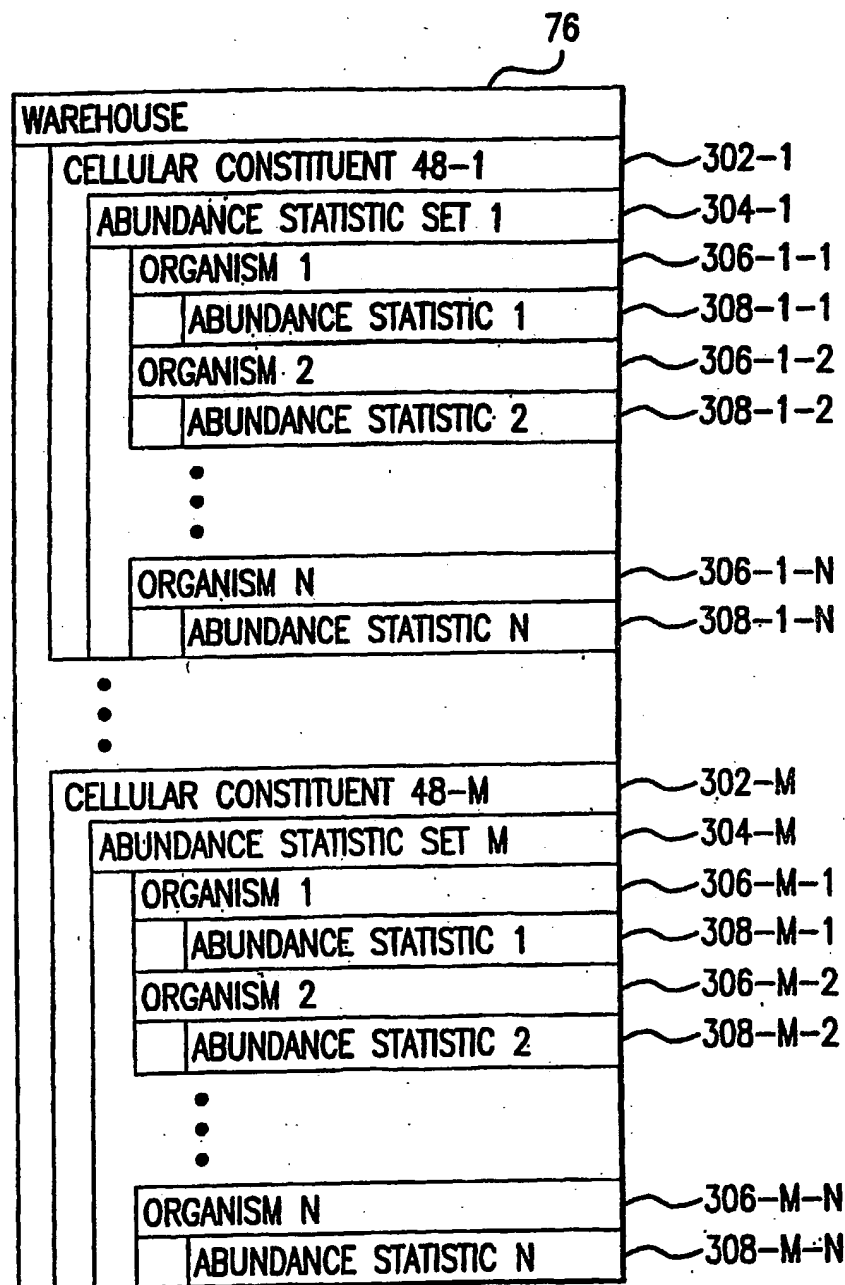 76
WAREHOUSE
CELLULAR CONSTITUENT 48-1 302-1
ABUNDANCE STATISTIC SET 1 304-1
ORGANISM 1 306-1-1
ABUNDANCE STATISTIC 1 308-1-1
ORGANISM 2 306-1-2
ABUNDANCE STATISTIC 2 308-1-2
ORGANISM N 306-1-N
ABUNDANCE STATISTIC N 308-1-N
CELLULAR CONSTITUENT 48-M 302-M
ABUNDANCE STATISTIC SET M 304-M
ORGANISM 1 306-M-1
ABUNDANCE STATISTIC 1 308-M-1
ORGANISM 2 306-M-2
ABUNDANCE STATISTIC 2 308-M-2
ORGANISM N 306-M-N
ABUNDANCE STATISTIC N 308-M-N